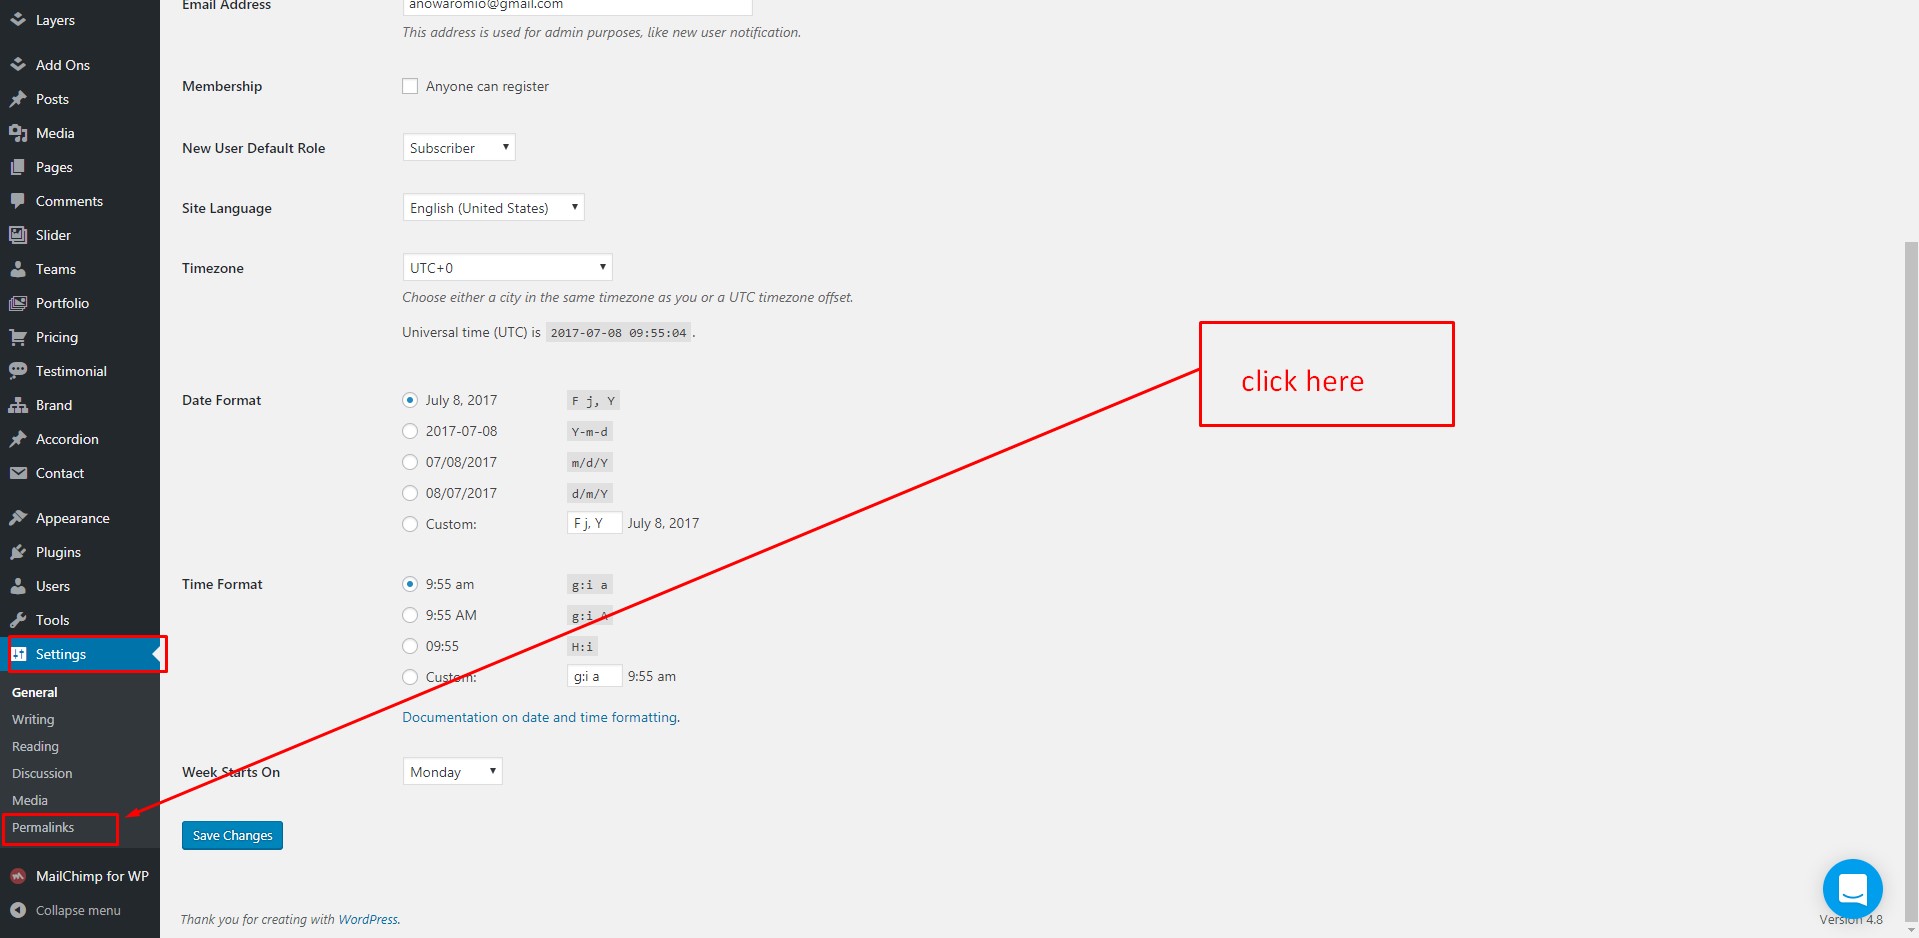 Layers
Add Ons
Posts
Media
Pages
Comments
Slider
Teams
Portfolio
Pricing
Testimonial
Brand
Accordion
Contact
Appearance
Plugins
Users
Tools
Settings
General
Writing
Reading
Discussion
Media
Permalinks
MailChimp for WP
Collapse menu
Email Address anowaromio@gmail.com
This address is used for admin purposes, like new user notification.
Membership Anyone can register
New User Default Role Subscriber
Site Language English (United States)
Timezone UTC+0
Choose either a city in the same timezone as you or a UTC timezone offset.
Universal time (UTC) is 2017-07-08 09:55:04 .
Date Format July 8, 2017 F j, Y
2017-07-08 Y-m-d
07/08/2017 m/d/Y
08/07/2017 d/m/Y
Custom: F j, Y July 8, 2017
Time Format 9:55 am g:i a
9:55 AM g:i A
09:55 H:i
Custom: g:i a 9:55 am
Documentation on date and time formatting.
Week Starts On Monday
Save Changes
click here
Thank you for creating with WordPress.
Version 4.8